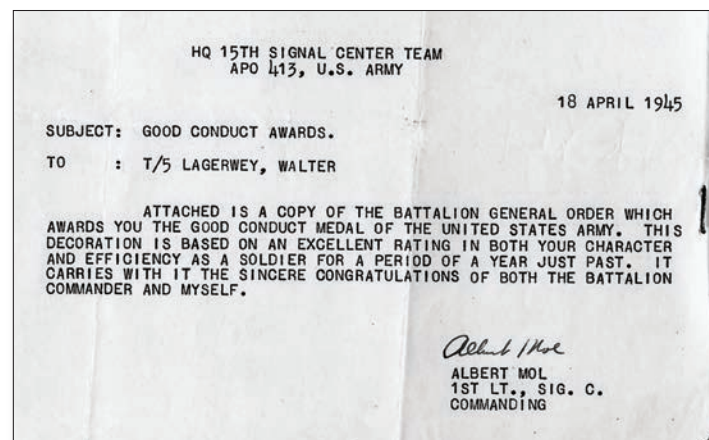 HQ 15TH SIGNAL CENTER TEAM
APO 413, U.S. ARMY
18 APRIL 1945
SUBJECT: GOOD CONDUCT AWARDS.
TO : T/5 LAGERWEY, WALTER
ATTACHED IS A COPY OF THE BATTALION GENERAL ORDER WHICH
AWARDS YOU THE GOOD CONDUCT MEDAL OF THE UNITED STATES ARMY. THIS
DECORATION IS BASED ON AN EXCELLENT RATING IN BOTH YOUR CHARACTER
AND EFFICIENCY AS A SOLDIER FOR A PERIOD OF A YEAR JUST PAST. IT
CARRIES WITH IT THE SINCERE CONGRATULATIONS OF BOTH THE BATTALION
COMMANDER AND MYSELF.
Albert Mol
ALBERT MOL
1ST LT., SIG. C.
COMMANDING